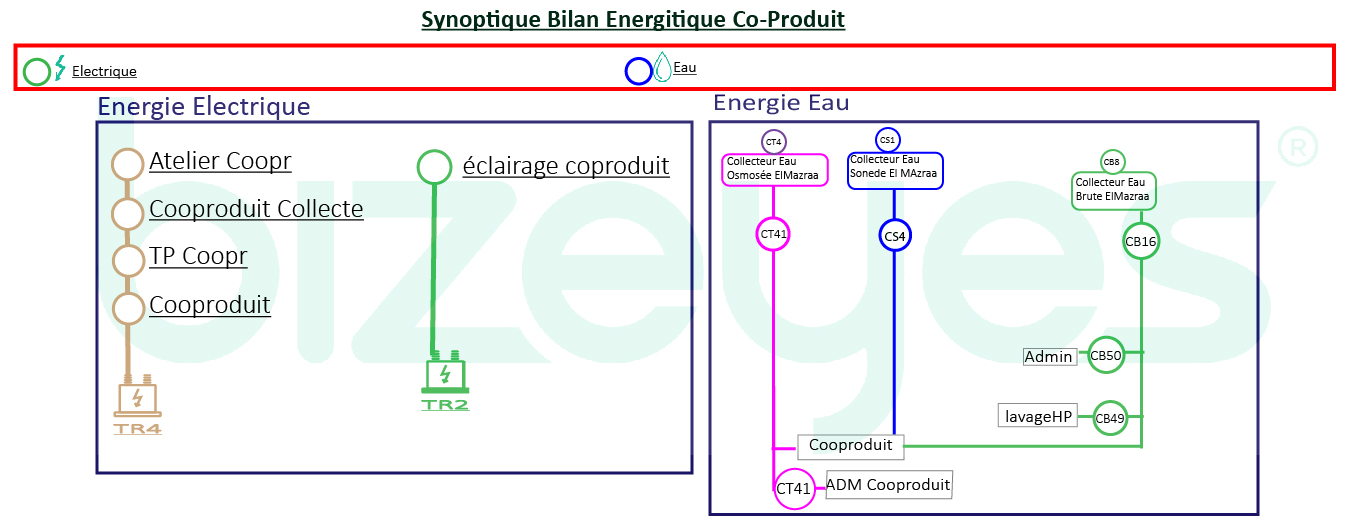 Synoptique Bilan Energitique Co-Produit
Electrique
Eau
Energie Electrique
Energie Eau
Atelier Coopr
Cooproduit Collecte
TP Coopr
Cooproduit
TR4
éclairage coproduit
TR2
CT4
Collecteur Eau
Osmosée ElMazraa
CT41
CS1
Collecteur Eau
Sonede El MAzraa
CS4
CB8
Collecteur Eau
Brute ElMazraa
CB16
Admin
CB50
lavageHP
CB49
Cooproduit
CT41
ADM Cooproduit
bizeyes
®